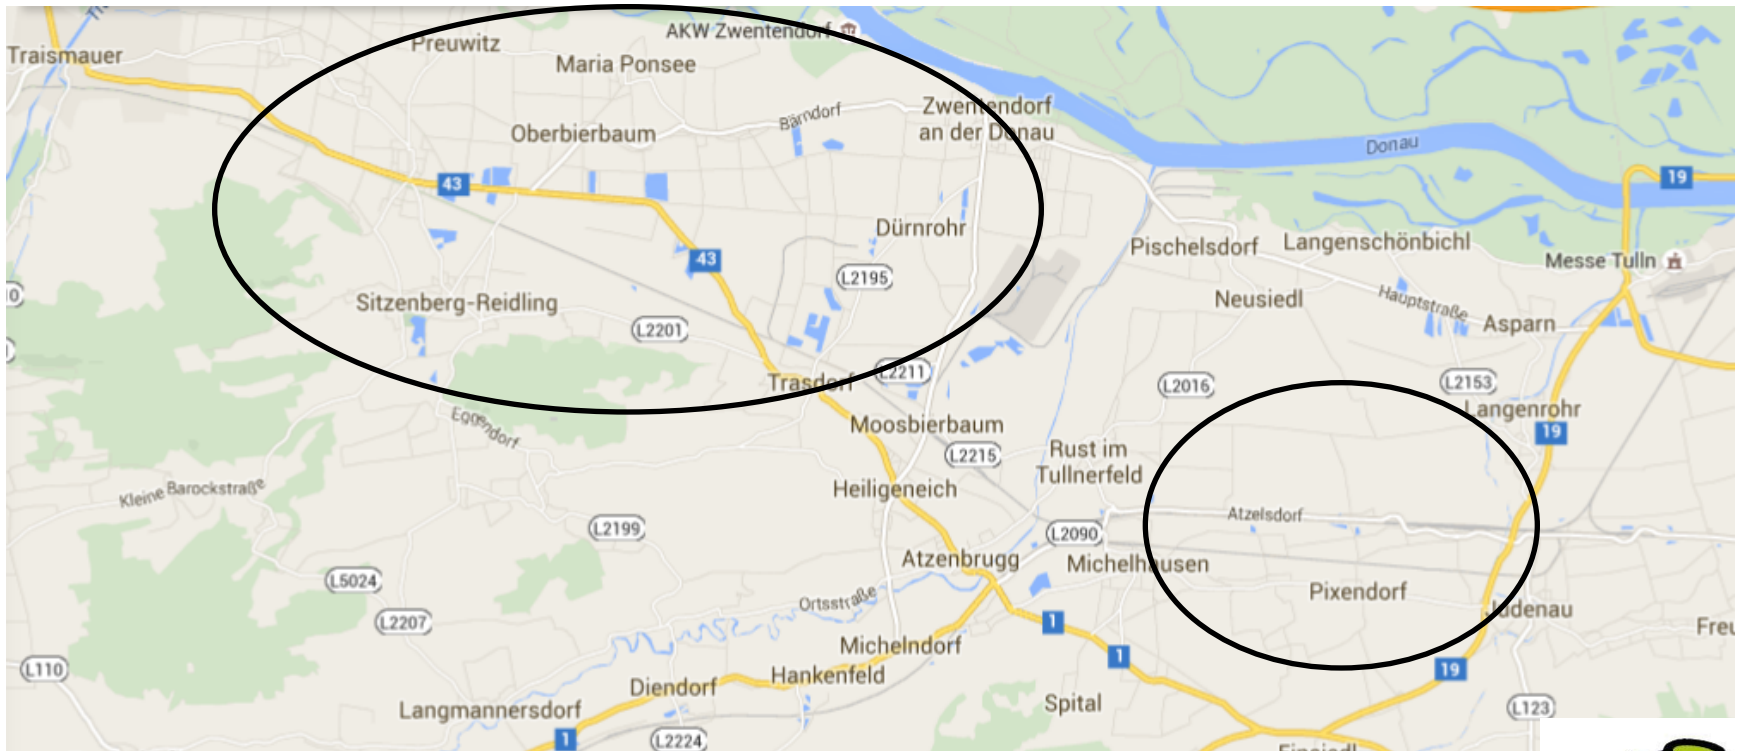 Traismauer
Preuwitz
AKW Zwentendorf
Maria Ponsee
Zwentendorf
an der Donau
Bärndorf
Oberbierbaum
Donau
43
19
Dürnrohr
Pischelsdorf
Langenschönbichl
Messe Tulln
43
L2195
Neusiedl
Hauptstraße
Sitzenberg-Reidling
L2201
Asparn
Trasdorf
L2211
L2016
L2153
Langenrohr
19
Eggendorf
Moosbierbaum
L2215
Rust im
Tullnerfeld
Kleine Barockstraße
Heiligeneich
L2199
L2090
Atzelsdorf
Atzenbrugg
Michelhausen
L5024
Ortsstraße
Pixendorf
Judenau
L2207
1
Michelndorf
1
L110
Hankenfeld
19
Diendorf
Spital
L123
Langmannersdorf
1
L2224